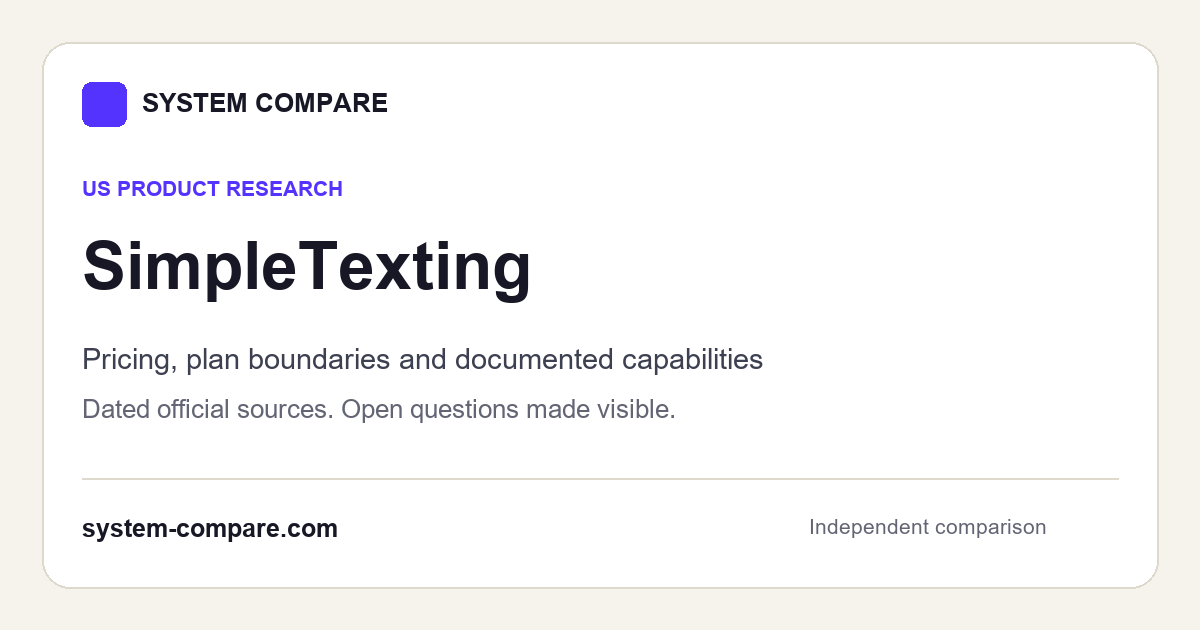 SYSTEM COMPARE
US PRODUCT RESEARCH
SimpleTexting
Pricing, plan boundaries and documented capabilities
Dated official sources. Open questions made visible.
system-compare.com
Independent comparison